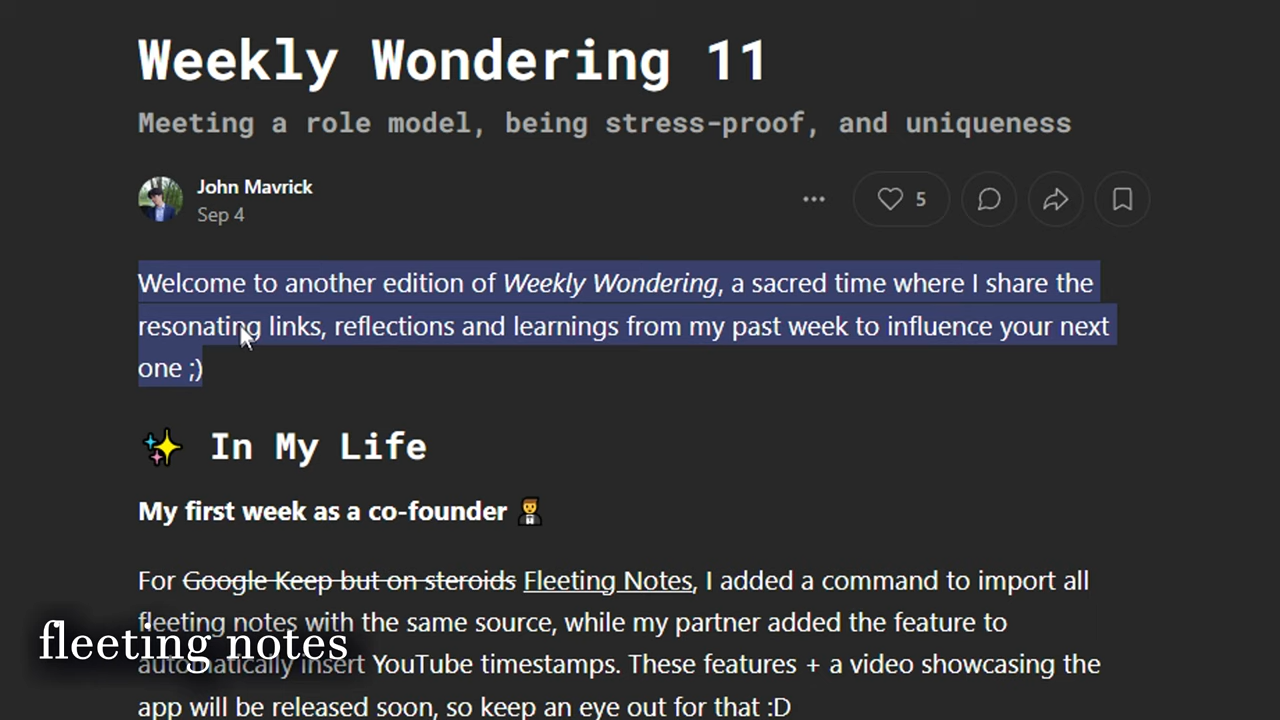 Weekly Wondering 11
Meeting a role model, being stress-proof, and uniqueness
John Mavrick
Sep 4
5
Welcome to another edition of Weekly Wondering, a sacred time where I share the
resonating links, reflections and learnings from my past week to influence your next
one ;)
✨ In My Life
My first week as a co-founder 🤵
For Google Keep but on steroids Fleeting Notes, I added a command to import all
fleeting notes with the same source, while my partner added the feature to
automatically insert YouTube timestamps. These features + a video showcasing the
app will be released soon, so keep an eye out for that :D
fleeting notes